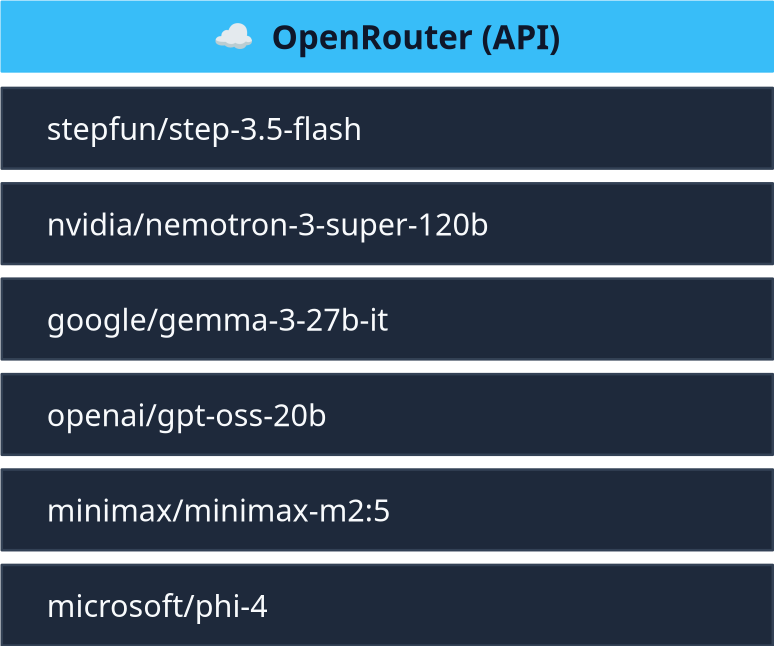 ☁️ OpenRouter (API)
stepfun/step-3.5-flash
nvidia/nemotron-3-super-120b
google/gemma-3-27b-it
openai/gpt-oss-20b
minimax/minimax-m2:5
microsoft/phi-4